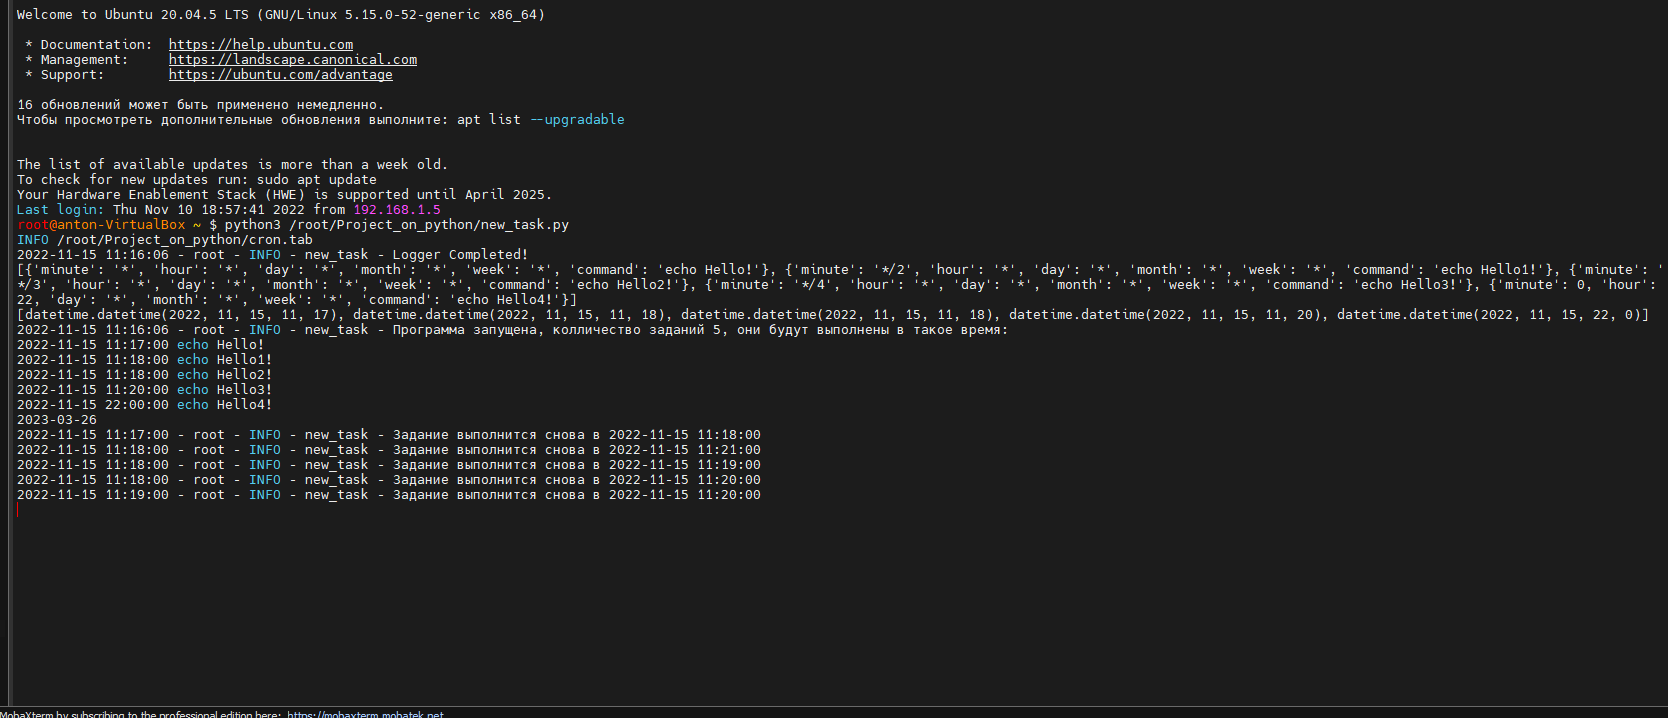 Welcome to Ubuntu 20.04.5 LTS (GNU/Linux 5.15.0-52-generic x86_64)
* Documentation: https://help.ubuntu.com
* Management: https://landscape.canonical.com
* Support: https://ubuntu.com/advantage
16 обновлений может быть применено немедленно.
Чтобы просмотреть дополнительные обновления выполните: apt list --upgradable
The list of available updates is more than a week old.
To check for new updates run: sudo apt update
Your Hardware Enablement Stack (HWE) is supported until April 2025.
Last login: Thu Nov 10 18:57:41 2022 from 192.168.1.5
root@anton-VirtualBox ~ $ python3 /root/Project_on_python/new_task.py
INFO /root/Project_on_python/cron.tab
2022-11-15 11:16:06 - root - INFO - new_task - Logger Completed!
[{'minute': '*', 'hour': '*', 'day': '*', 'month': '*', 'week': '*', 'command': 'echo Hello!'}, {'minute': '*/2', 'hour': '*', 'day': '*', 'month': '*', 'week': '*', 'command': 'echo Hello1!'}, {'minute': '
*/3', 'hour': '*', 'day': '*', 'month': '*', 'week': '*', 'command': 'echo Hello2!'}, {'minute': '*/4', 'hour': '*', 'day': '*', 'month': '*', 'week': '*', 'command': 'echo Hello3!'}, {'minute': 0, 'hour':
22, 'day': '*', 'month': '*', 'week': '*', 'command': 'echo Hello4!'}]
[datetime.datetime(2022, 11, 15, 11, 17), datetime.datetime(2022, 11, 15, 11, 18), datetime.datetime(2022, 11, 15, 11, 18), datetime.datetime(2022, 11, 15, 11, 20), datetime.datetime(2022, 11, 15, 22, 0)]
2022-11-15 11:16:06 - root - INFO - new_task - Программа запущена, колличество заданий 5, они будут выполнены в такое время:
2022-11-15 11:17:00 echo Hello!
2022-11-15 11:18:00 echo Hello1!
2022-11-15 11:18:00 echo Hello2!
2022-11-15 11:20:00 echo Hello3!
2022-11-15 22:00:00 echo Hello4!
2023-03-26
2022-11-15 11:17:00 - root - INFO - new_task - Задание выполнится снова в 2022-11-15 11:18:00
2022-11-15 11:18:00 - root - INFO - new_task - Задание выполнится снова в 2022-11-15 11:21:00
2022-11-15 11:18:00 - root - INFO - new_task - Задание выполнится снова в 2022-11-15 11:19:00
2022-11-15 11:18:00 - root - INFO - new_task - Задание выполнится снова в 2022-11-15 11:20:00
2022-11-15 11:19:00 - root - INFO - new_task - Задание выполнится снова в 2022-11-15 11:20:00
MobaXterm by subscribing to the professional edition here: https://mobaxterm.mobatek.net